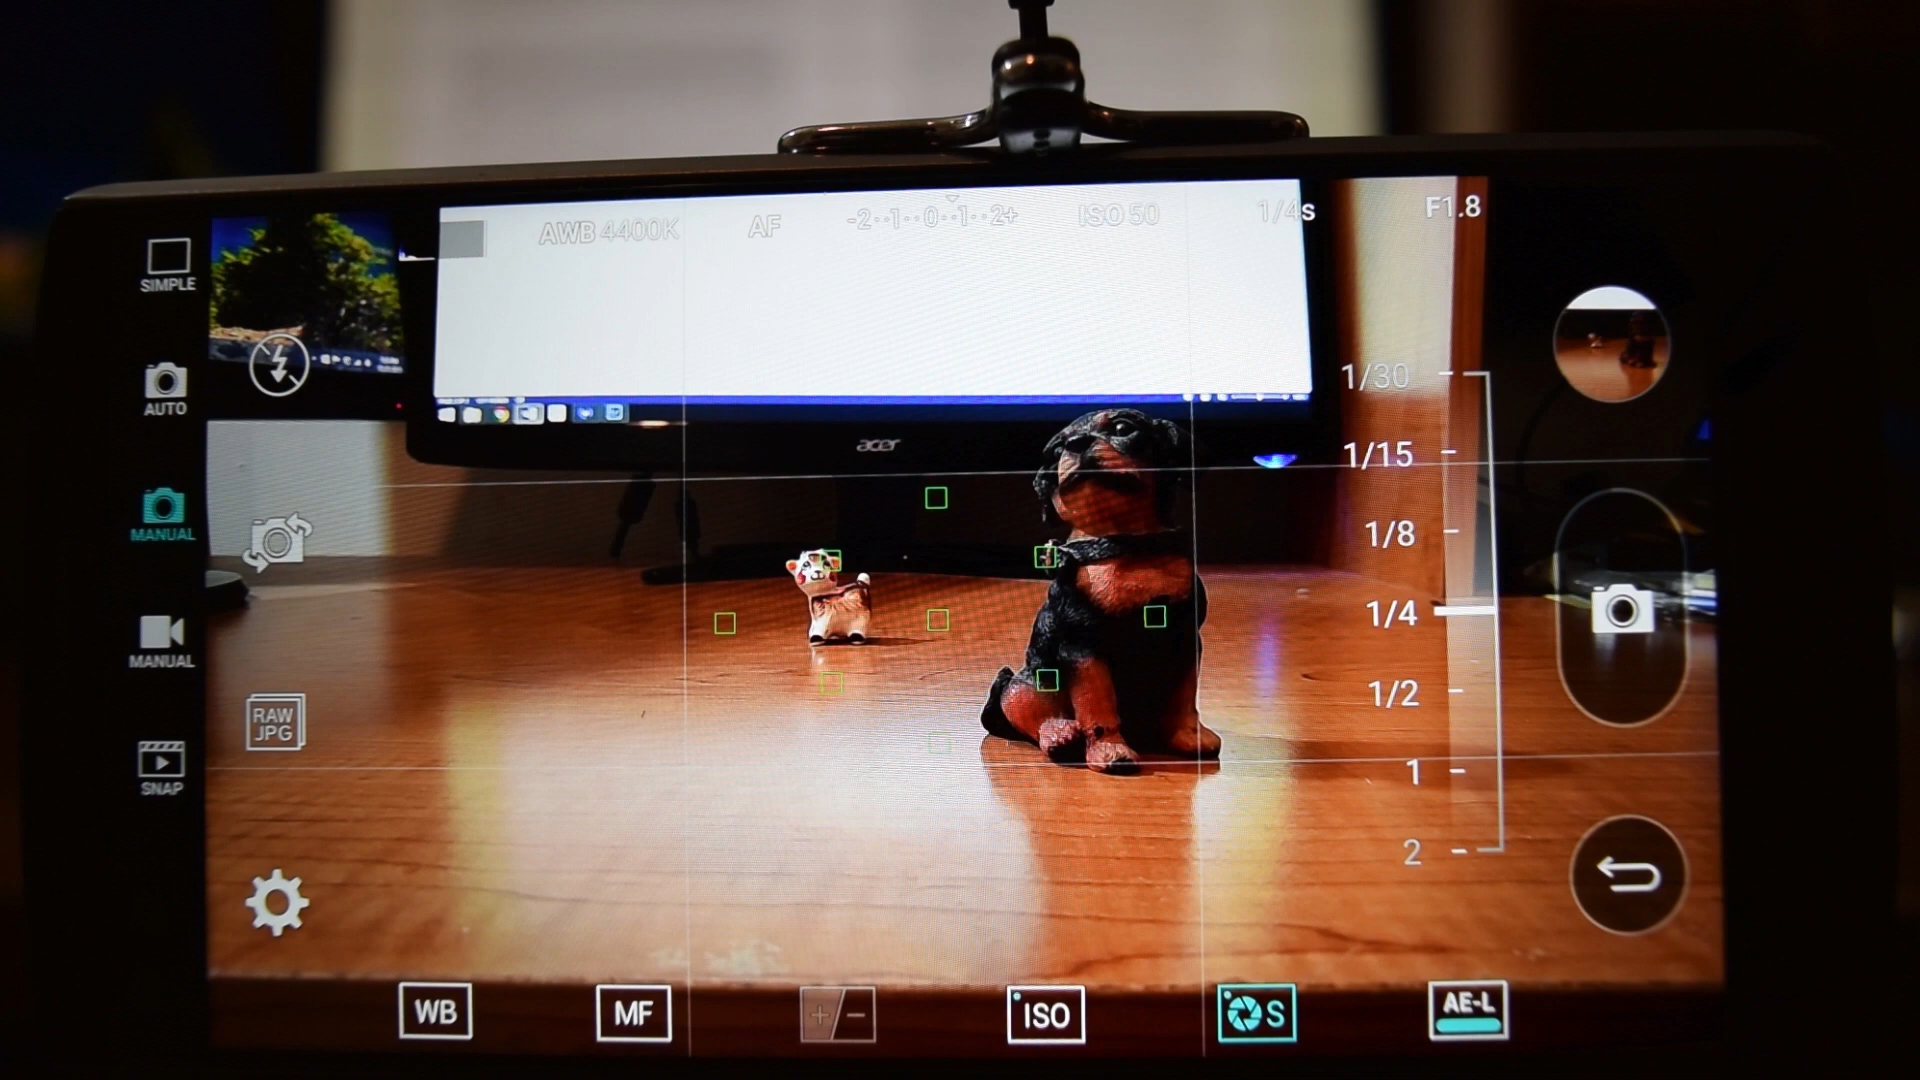 AWB 4400K AF -2··1··0··1··2+ ISO 50 1/4s F1.8
SIMPLE
AUTO
MANUAL
MANUAL
SNAP
RAW
JPG
acer
1/30
1/15
1/8
1/4
1/2
1
2
WB
MF
+/-
ISO
S
AE-L